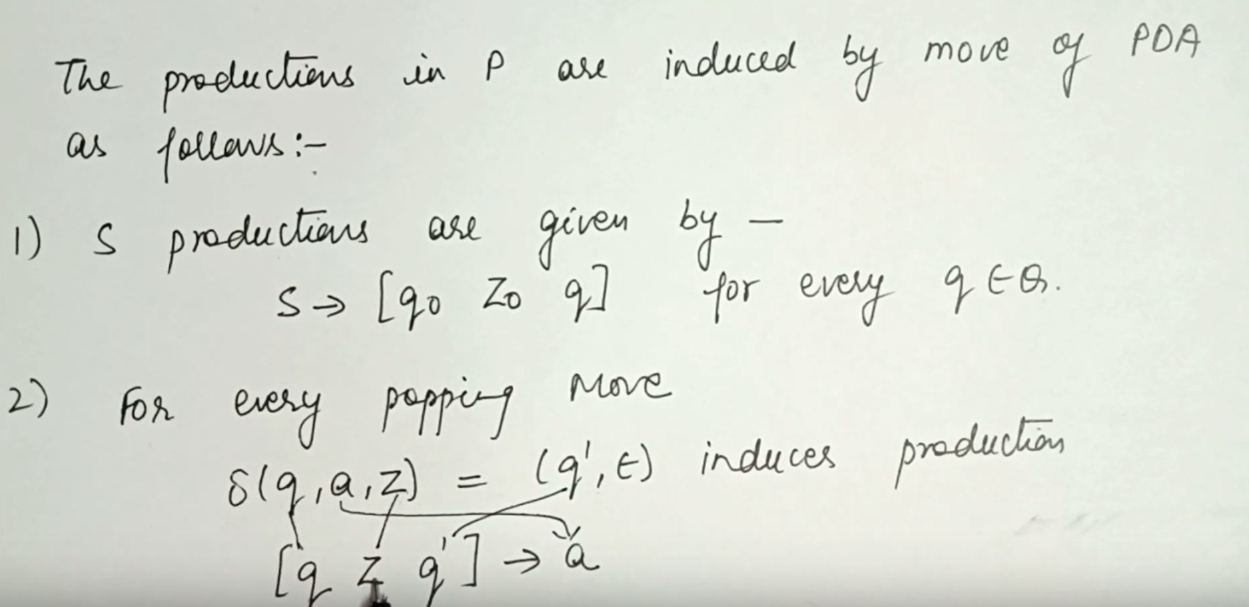 The productions in P are induced by move of PDA
as follows:-
1) S productions are given by -
S → [q0 Z0 q] for every q ∈ Q.
2) For every popping Move
δ(q, a, z) = (q', ε) induces production
[q z q'] → a